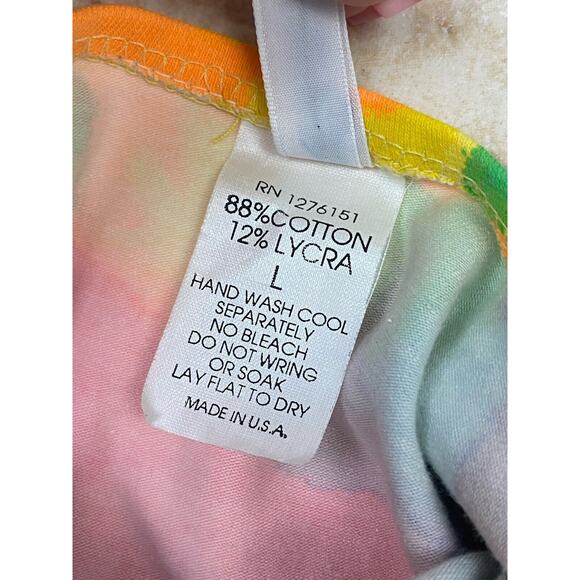 RN 1276151
88%COTTON
12% LYCRA
L
HAND WASH COOL
SEPARATELY
NO BLEACH
DO NOT WRING
OR SOAK
LAY FLAT TO DRY
MADE IN U.S.A.